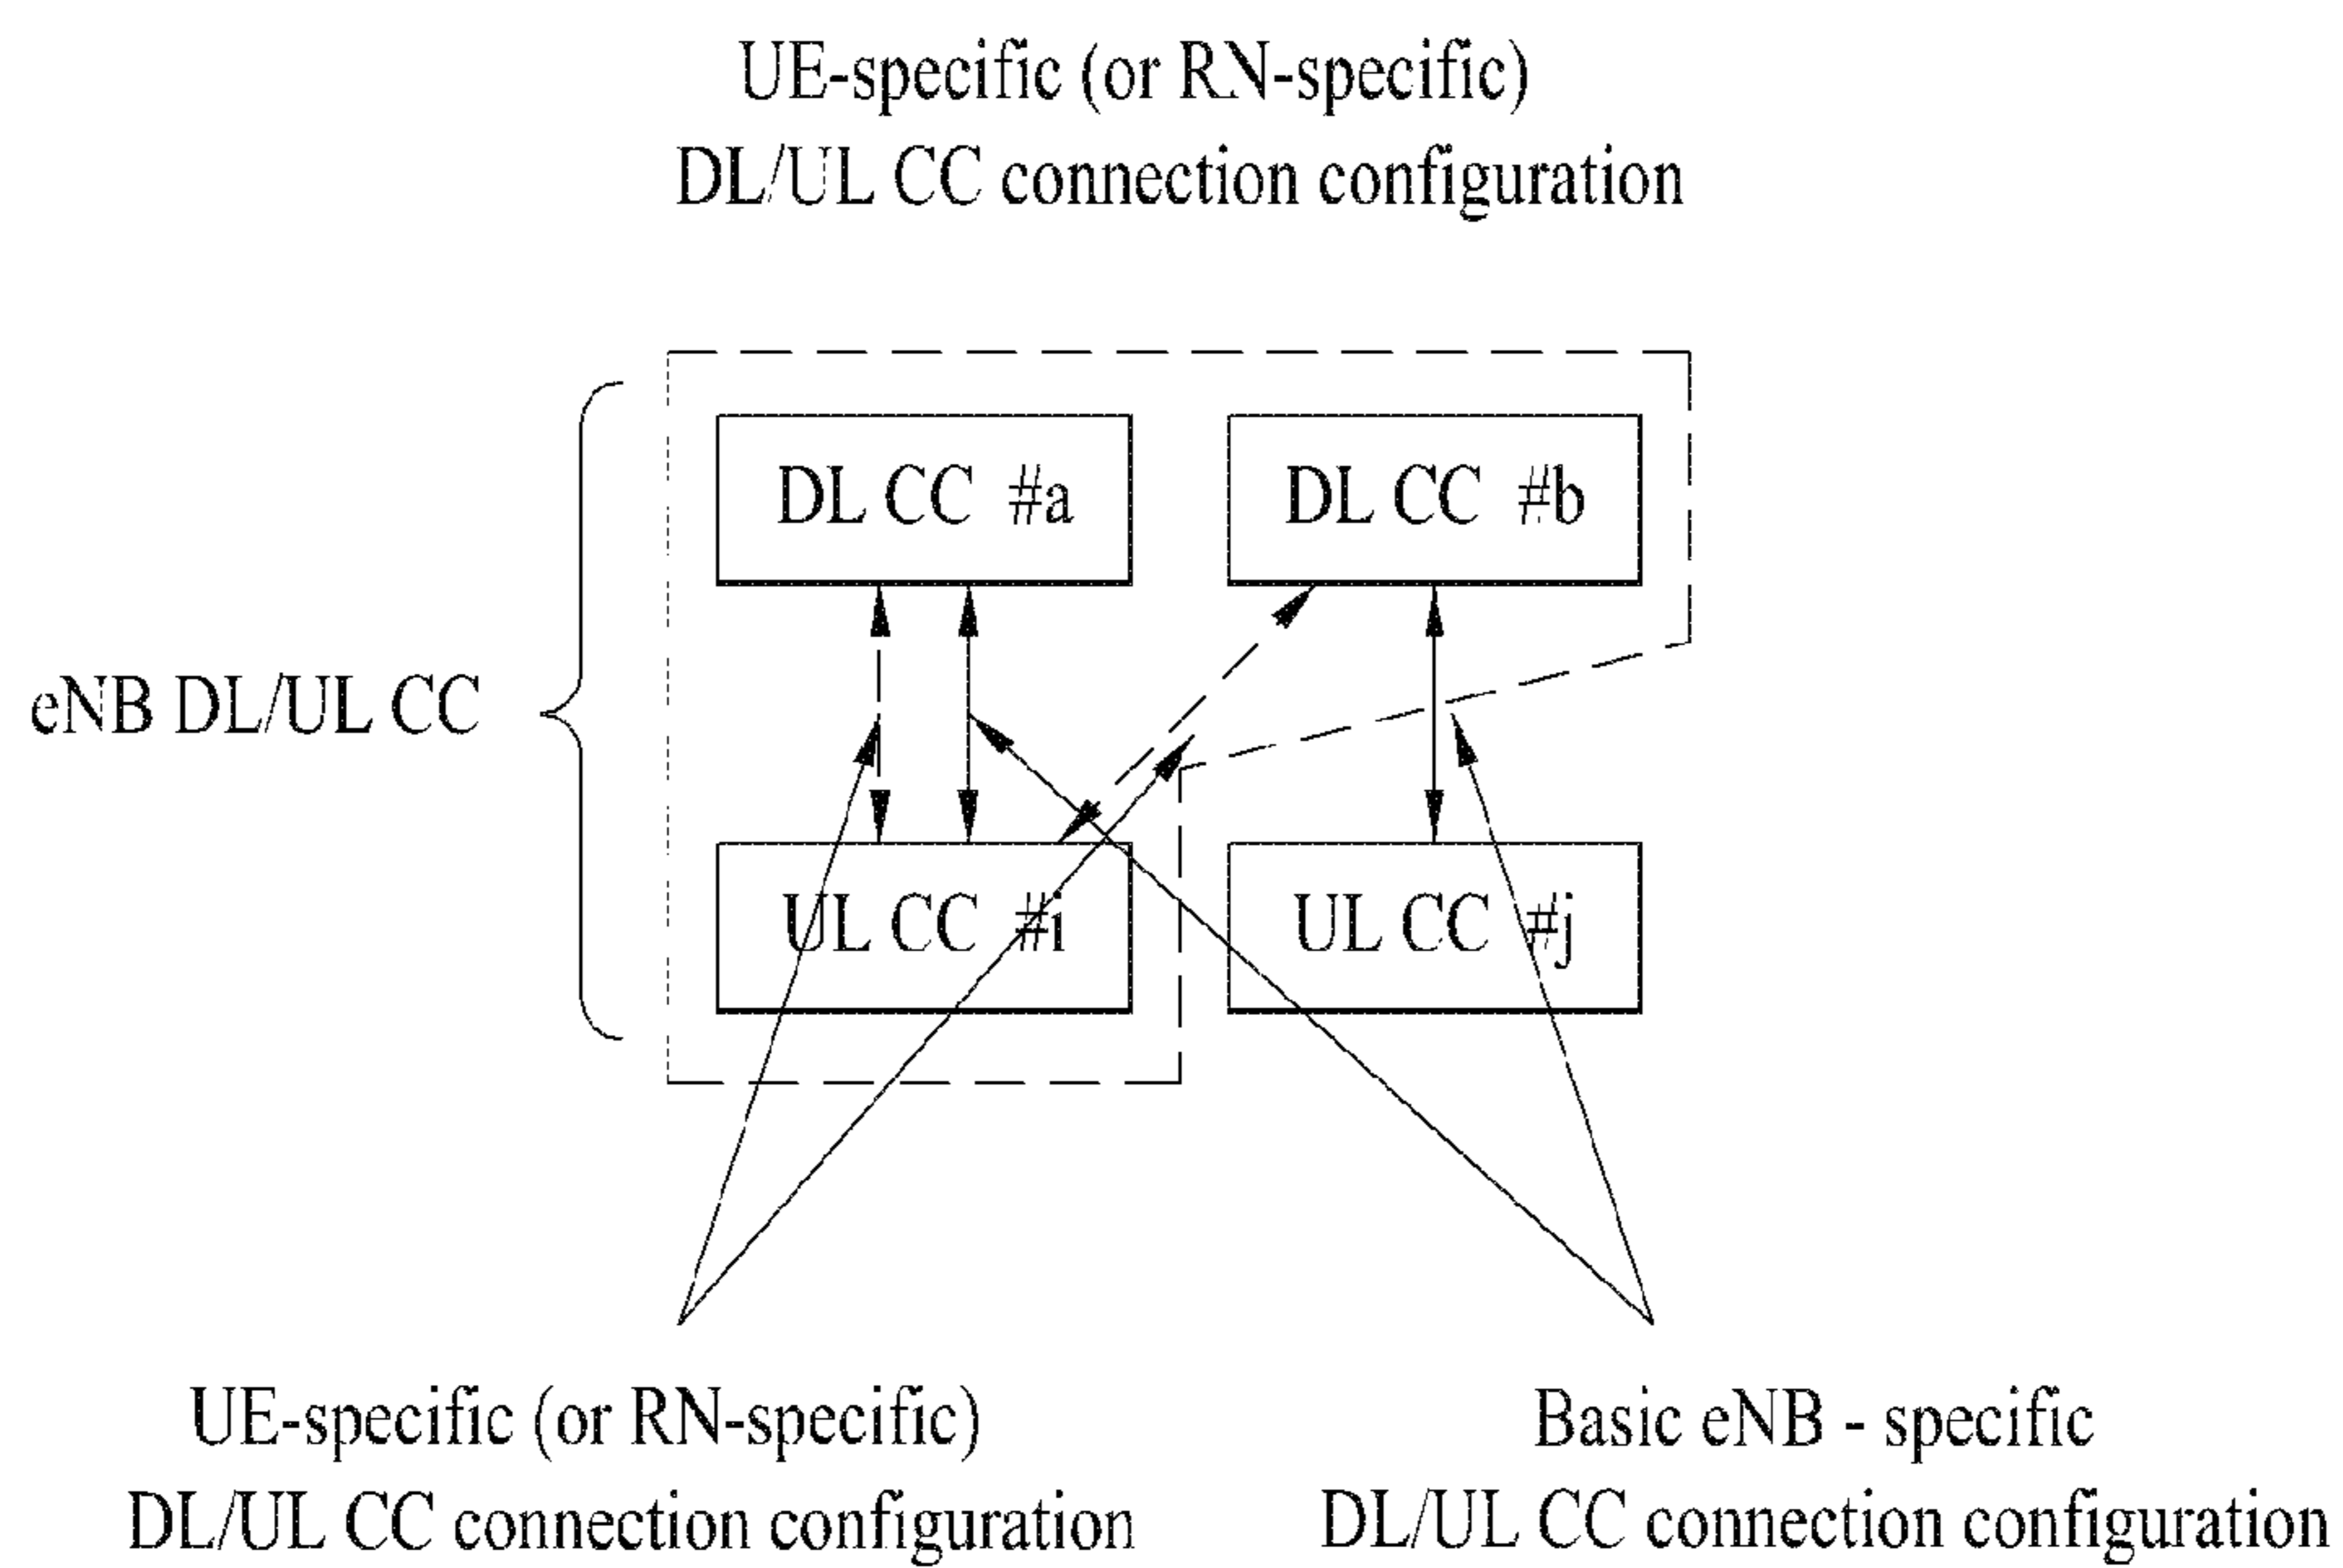 UE-specific (or RN-specific)
DL/UL CC connection configuration
DL CC #a
DL CC #b
eNB DL/UL CC
UL CC #i
UL CC #j
UE-specific (or RN-specific)
DL/UL CC connection configuration
Basic eNB - specific
DL/UL CC connection configuration